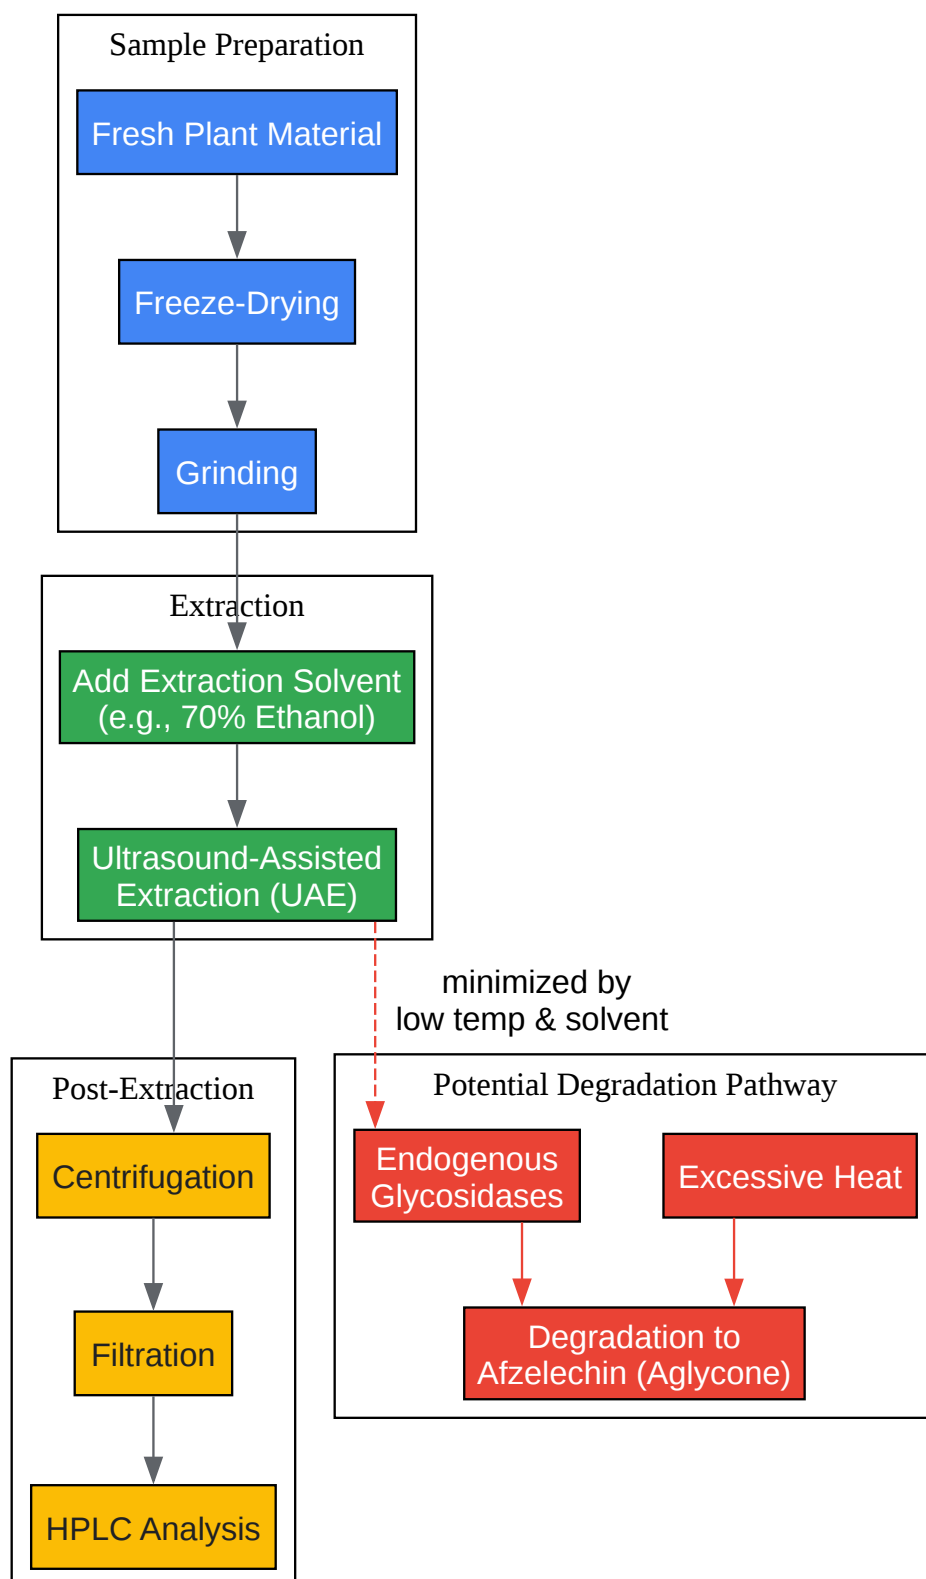 Sample Preparation
Fresh Plant Material
Freeze-Drying
Grinding
Extraction
Add Extraction Solvent
(e.g., 70% Ethanol)
Ultrasound-Assisted
Extraction (UAE)
minimized by
low temp & solvent
Post-Extraction
Centrifugation
Filtration
HPLC Analysis
Potential Degradation Pathway
Endogenous
Glycosidases
Excessive Heat
Degradation to
Afzelechin (Aglycone)